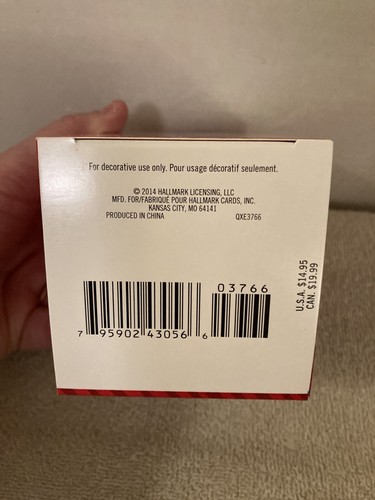 For decorative use only. Pour usage décoratif seulement.
© 2014 HALLMARK LICENSING, LLC
MFD. FOR/FABRIQUÉ POUR HALLMARK CARDS, INC.
KANSAS CITY, MO 64141
PRODUCED IN CHINA QXE3766
03766
7 95902 43056 6
U.S.A. $14.95
CAN. $19.99